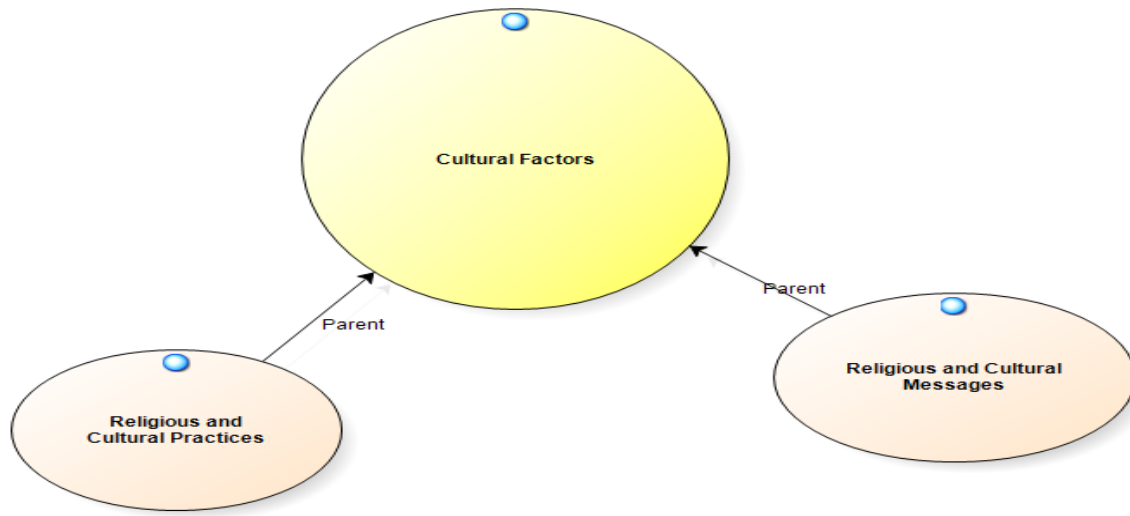 Cultural Factors
Parent
Parent
Religious and Cultural
Messages
Religious and
Cultural Practices